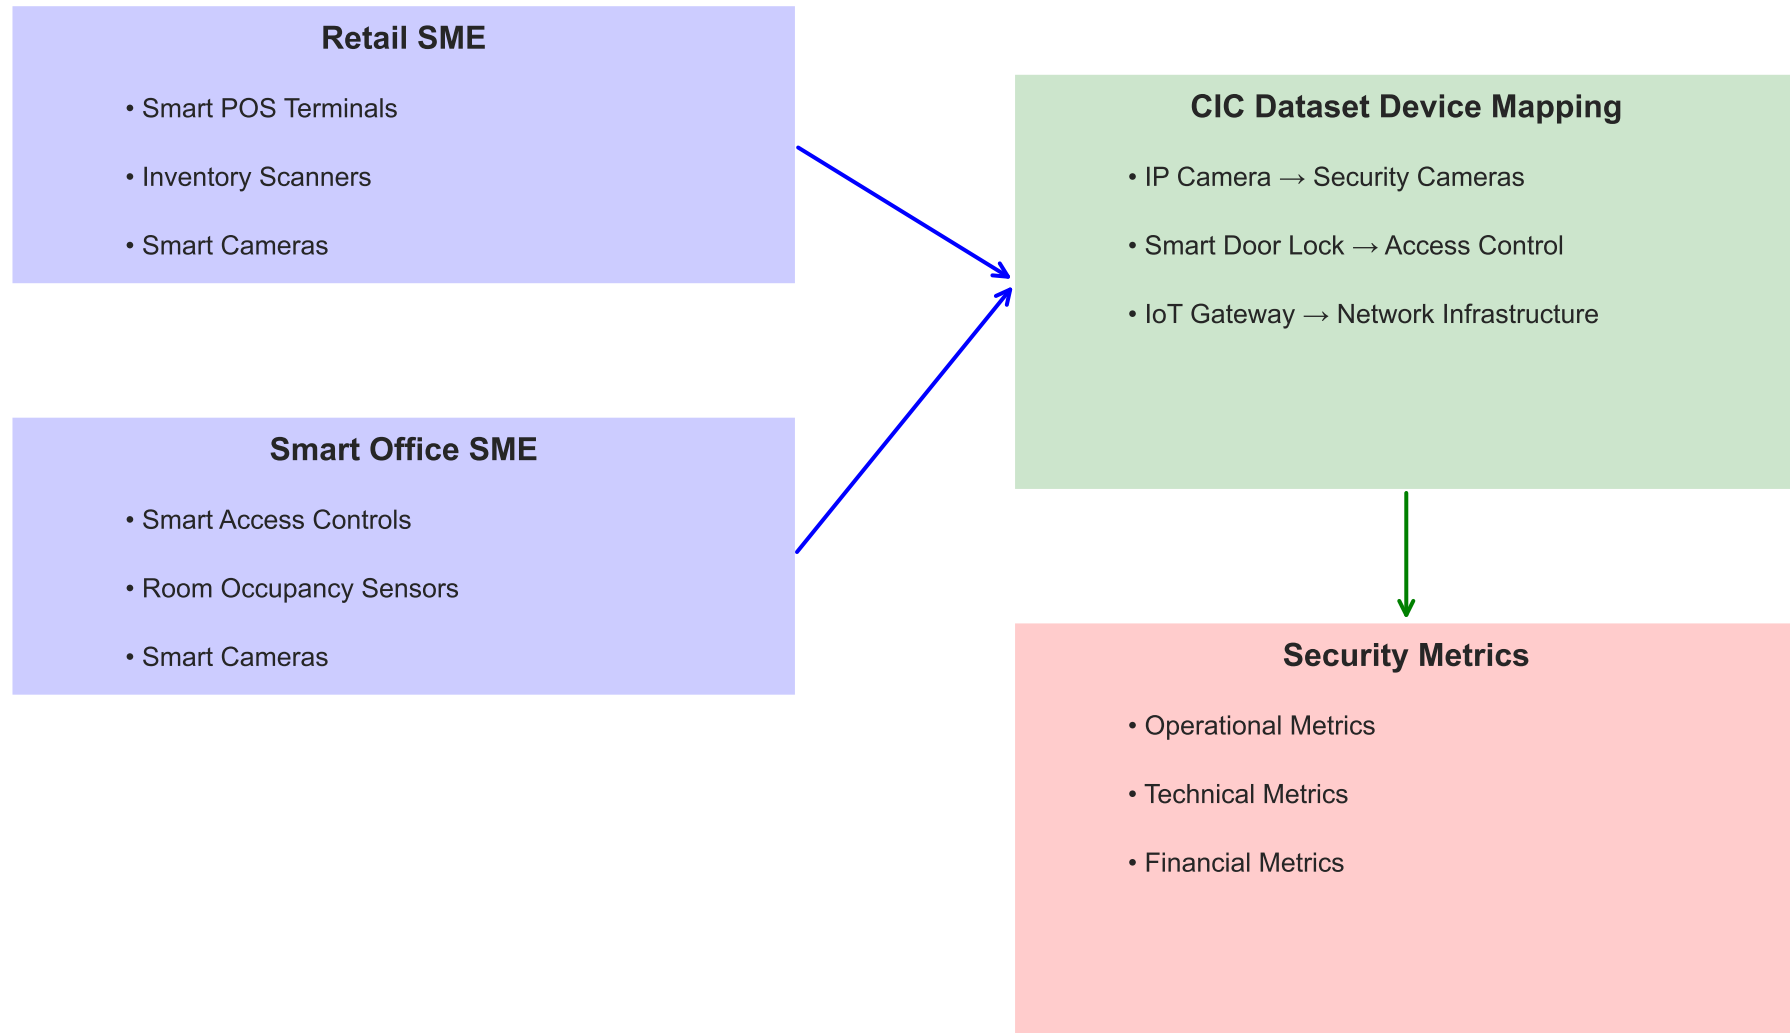 Retail SME
• Smart POS Terminals
• Inventory Scanners
• Smart Cameras
Smart Office SME
• Smart Access Controls
• Room Occupancy Sensors
• Smart Cameras
CIC Dataset Device Mapping
• IP Camera → Security Cameras
• Smart Door Lock → Access Control
• IoT Gateway → Network Infrastructure
Security Metrics
• Operational Metrics
• Technical Metrics
• Financial Metrics